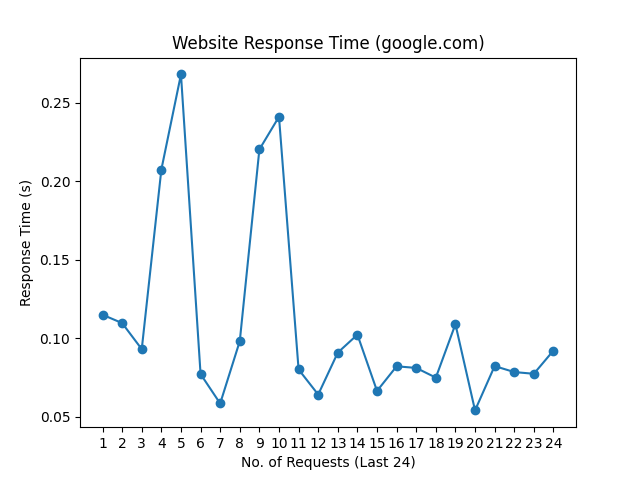 Website Response Time (google.com)
Response Time (s)
0.25
0.20
0.15
0.10
0.05
1 2 3 4 5 6 7 8 9 10 11 12 13 14 15 16 17 18 19 20 21 22 23 24
No. of Requests (Last 24)